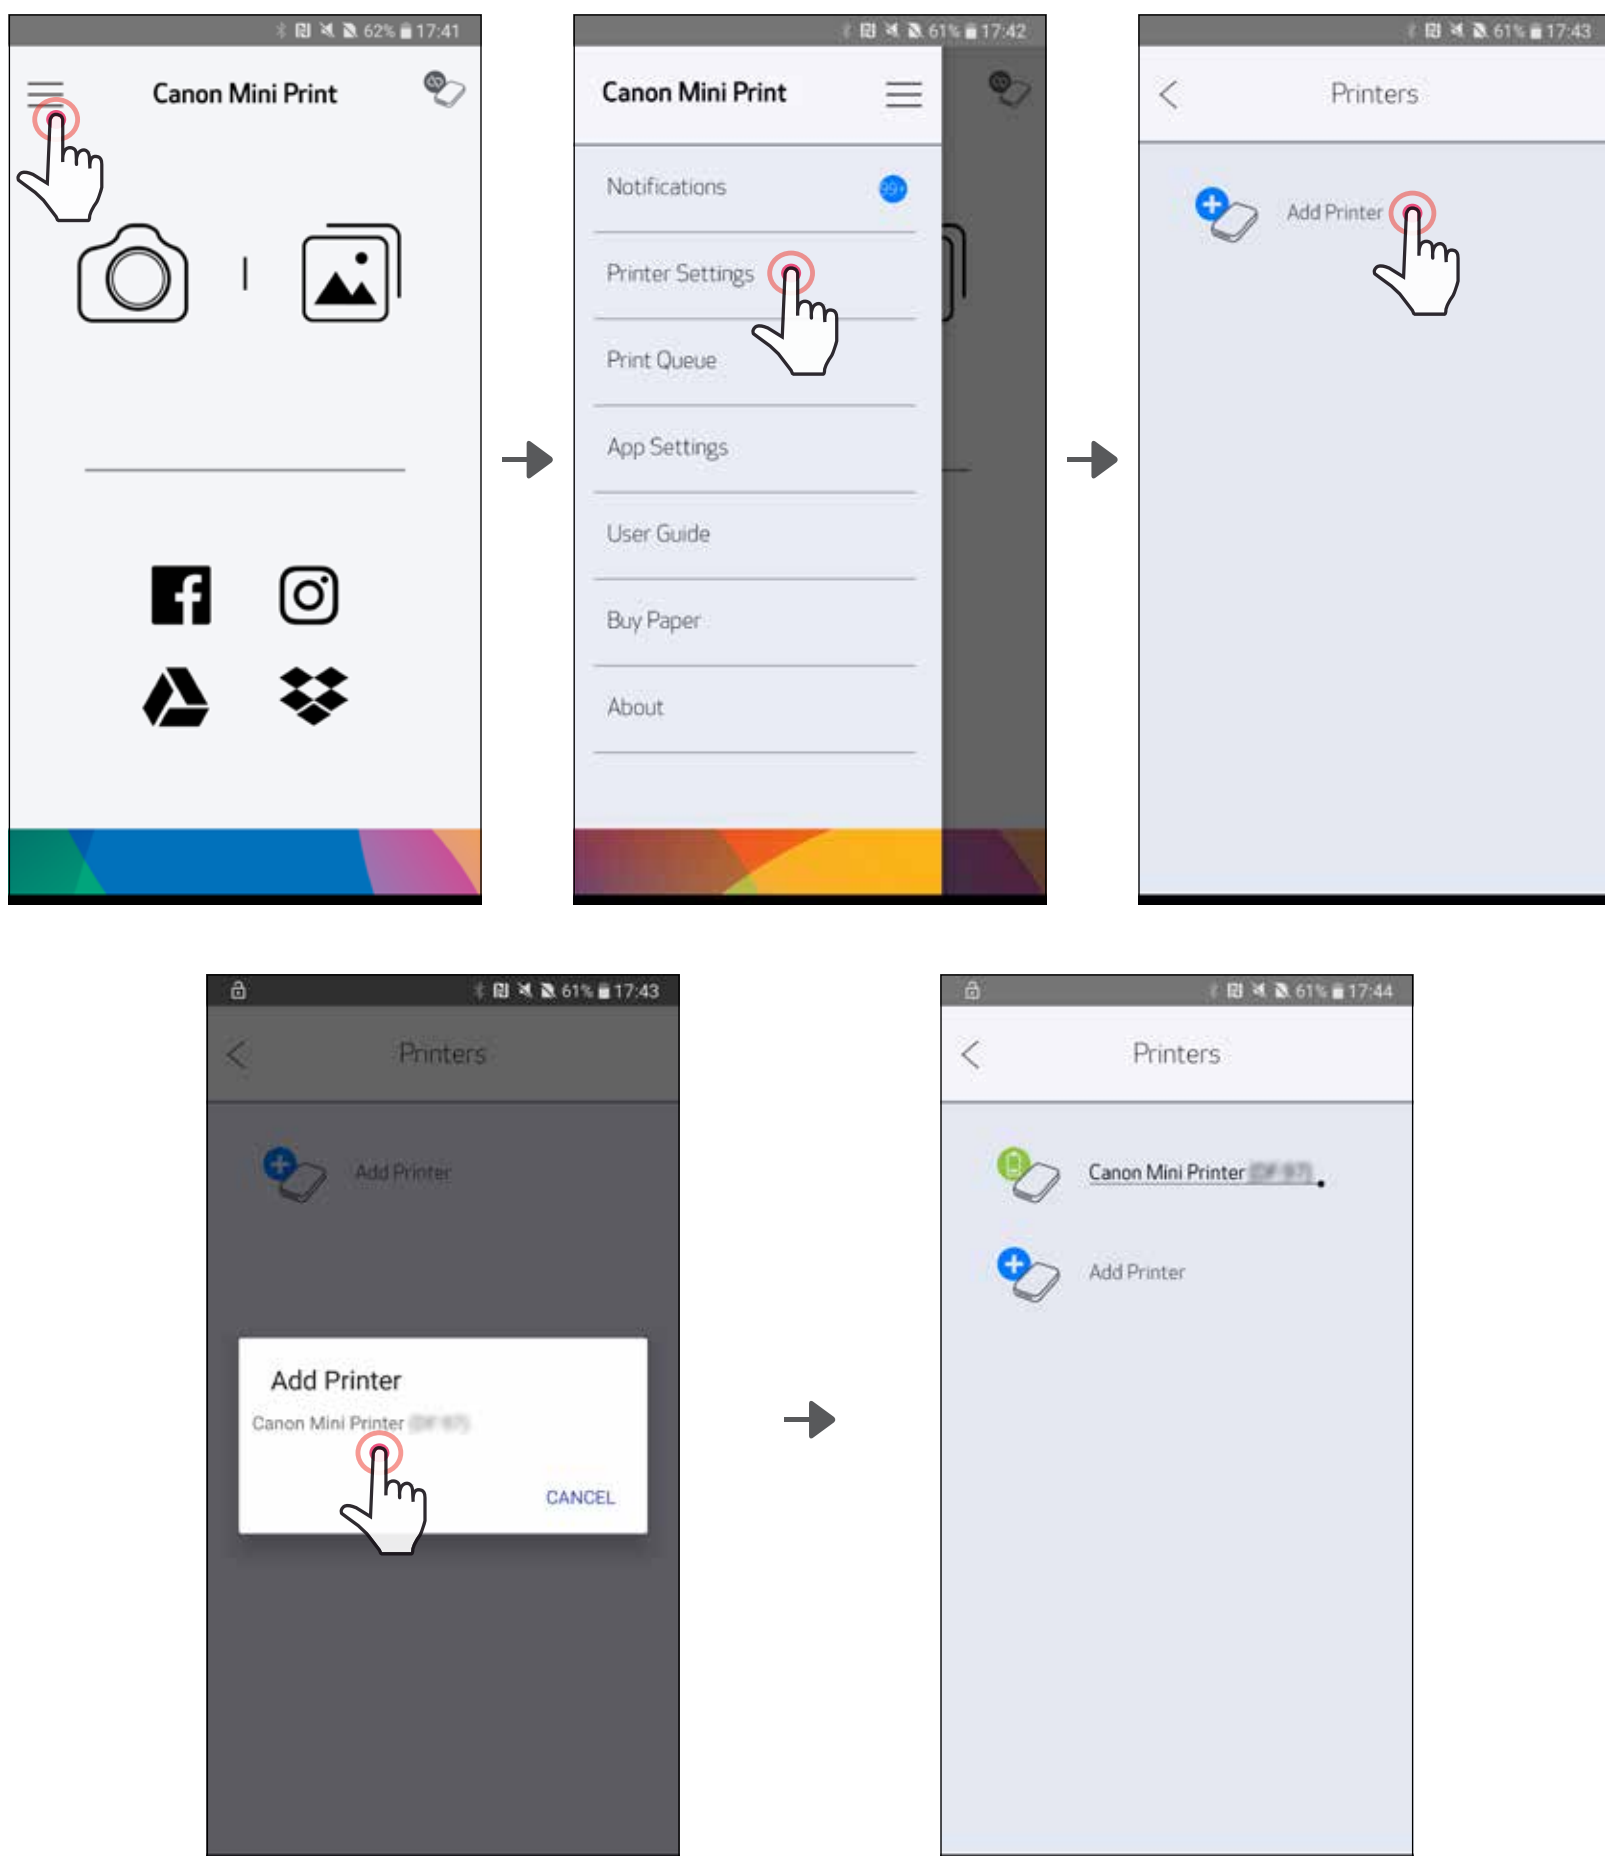 62% 17:41
Canon Mini Print
61% 17:42
Canon Mini Print
Notifications 99+
Printer Settings
Print Queue
App Settings
User Guide
Buy Paper
About
61% 17:43
Printers
Add Printer
61% 17:43
Printers
Add Printer
Add Printer
Canon Mini Printer
CANCEL
61% 17:44
Printers
Canon Mini Printer
Add Printer